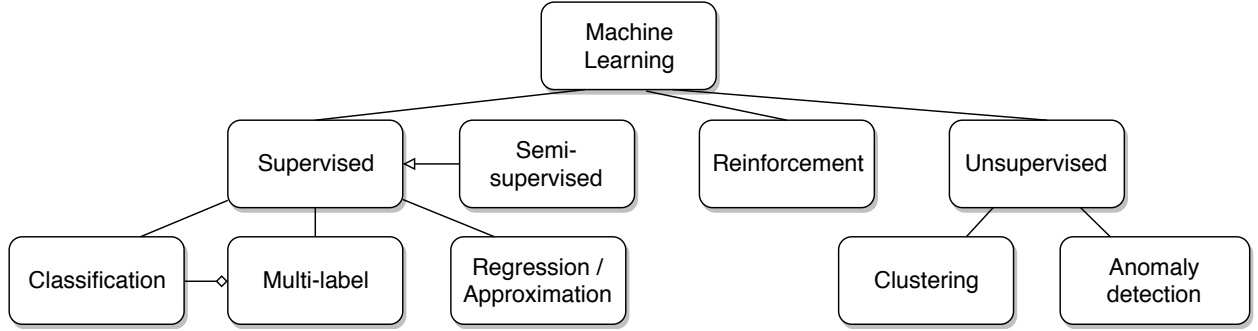 Machine
Learning
Supervised
Semi-
supervised
Reinforcement
Unsupervised
Classification
Multi-label
Regression /
Approximation
Clustering
Anomaly
detection